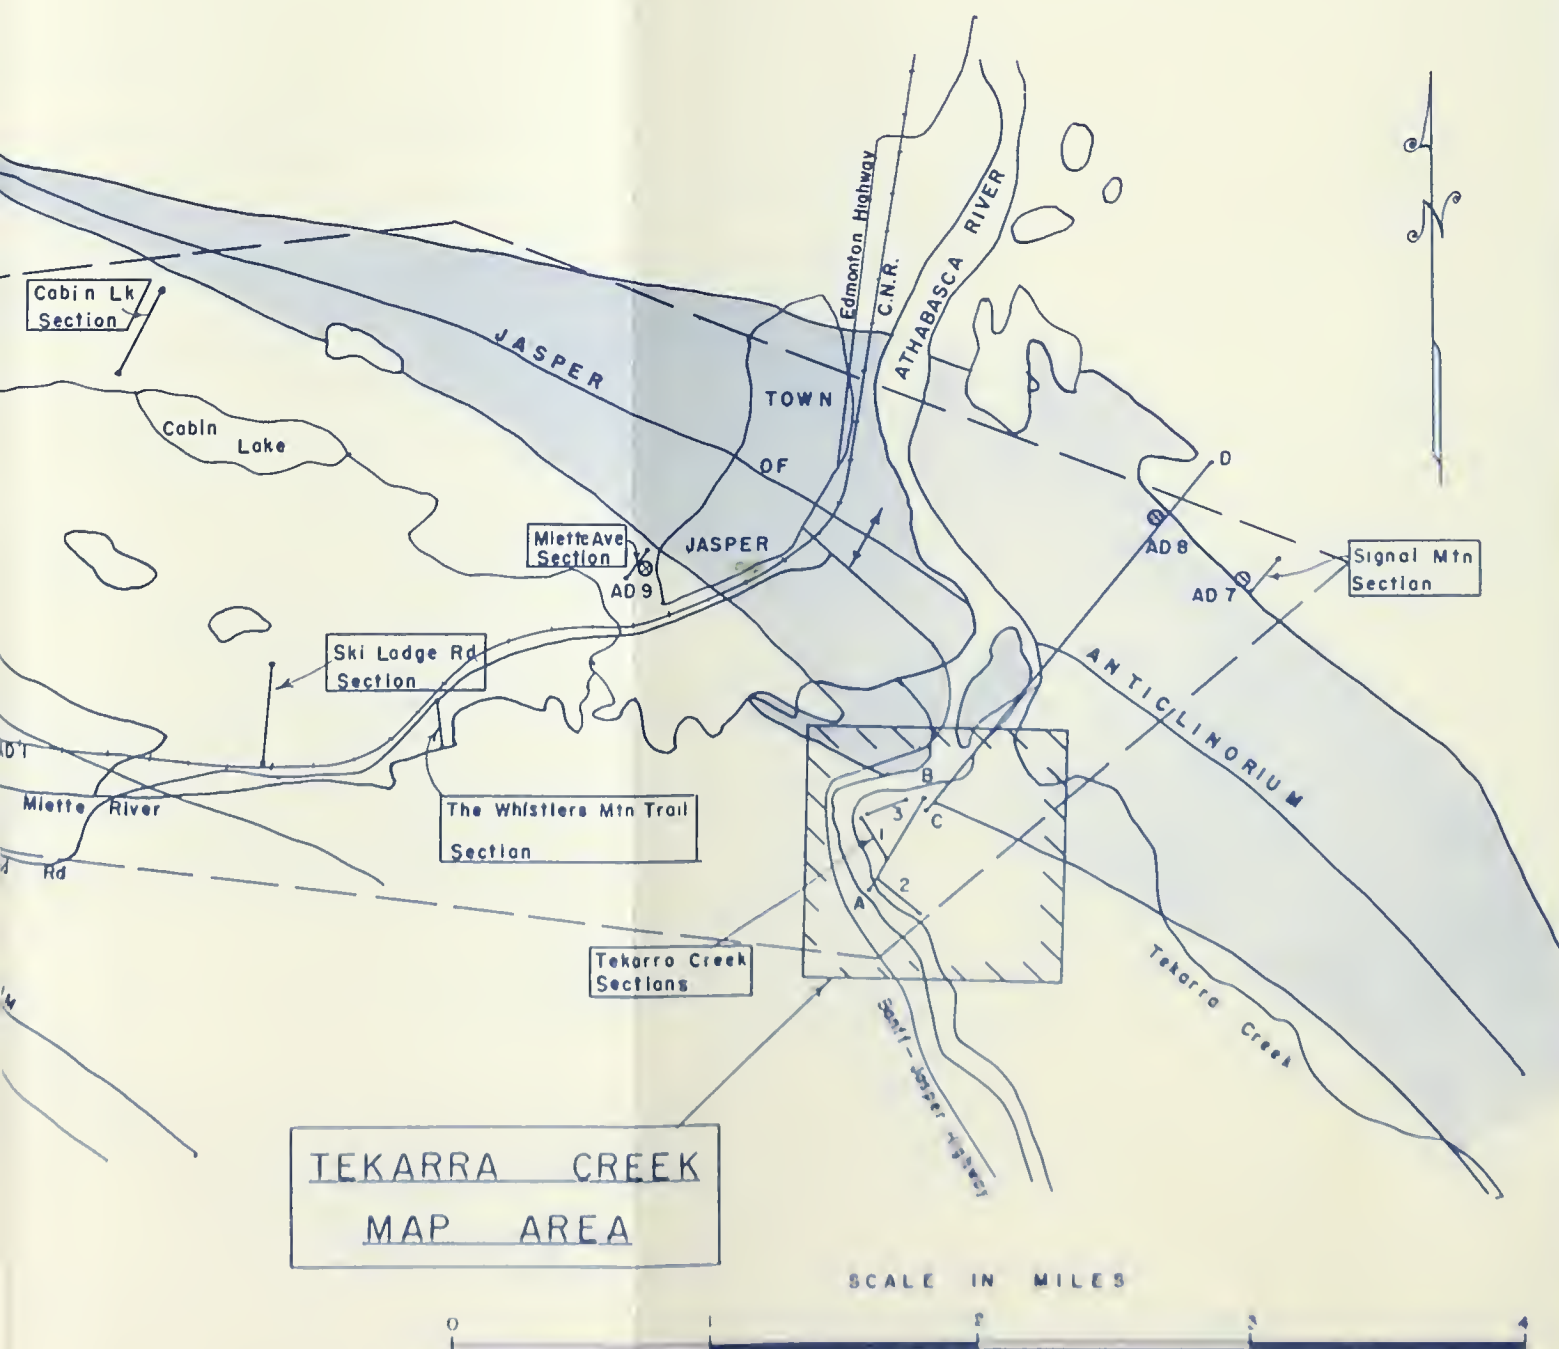 Edmonton Highway
C.N.R.
ATHABASCA RIVER
N
Cabin Lk
Section
JASPER
TOWN
OF
JASPER
Cabin
Lake
D
Miette Ave
Section
AD 9
AD 8
AD 7
Signal Mtn
Section
Ski Lodge Rd
Section
ANTICLINORIUM
AD 1
Miette River
The Whistlers Mtn Trail
Section
B
C
3
1
2
A
Rd
Tekarra Creek
Sections
Tekarra Creek
Banff-Jasper Highway
TEKARRA CREEK
MAP AREA
SCALE IN MILES
0 1 2 3 4